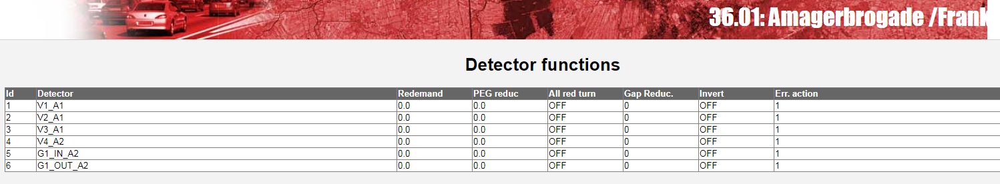 36.01: Amagerbrogade /Frank
Detector functions
Id Detector Redemand PEG reduc All red turn Gap Reduc. Invert Err. action
1 V1_A1 0.0 0.0 OFF 0 OFF 1
2 V2_A1 0.0 0.0 OFF 0 OFF 1
3 V3_A1 0.0 0.0 OFF 0 OFF 1
4 V4_A2 0.0 0.0 OFF 0 OFF 1
5 G1_IN_A2 0.0 0.0 OFF 0 OFF 1
6 G1_OUT_A2 0.0 0.0 OFF 0 OFF 1